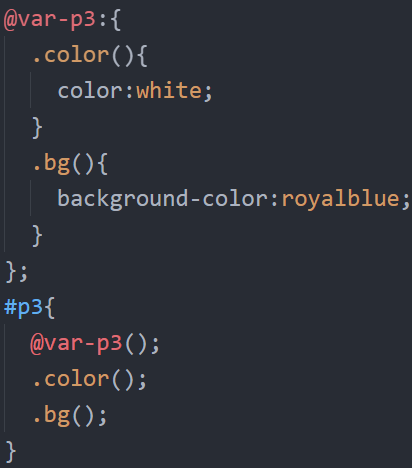 @var-p3:{
  .color(){
    color:white;
  }
  .bg(){
    background-color:royalblue;
  }
};
#p3{
  @var-p3();
  .color();
  .bg();
}